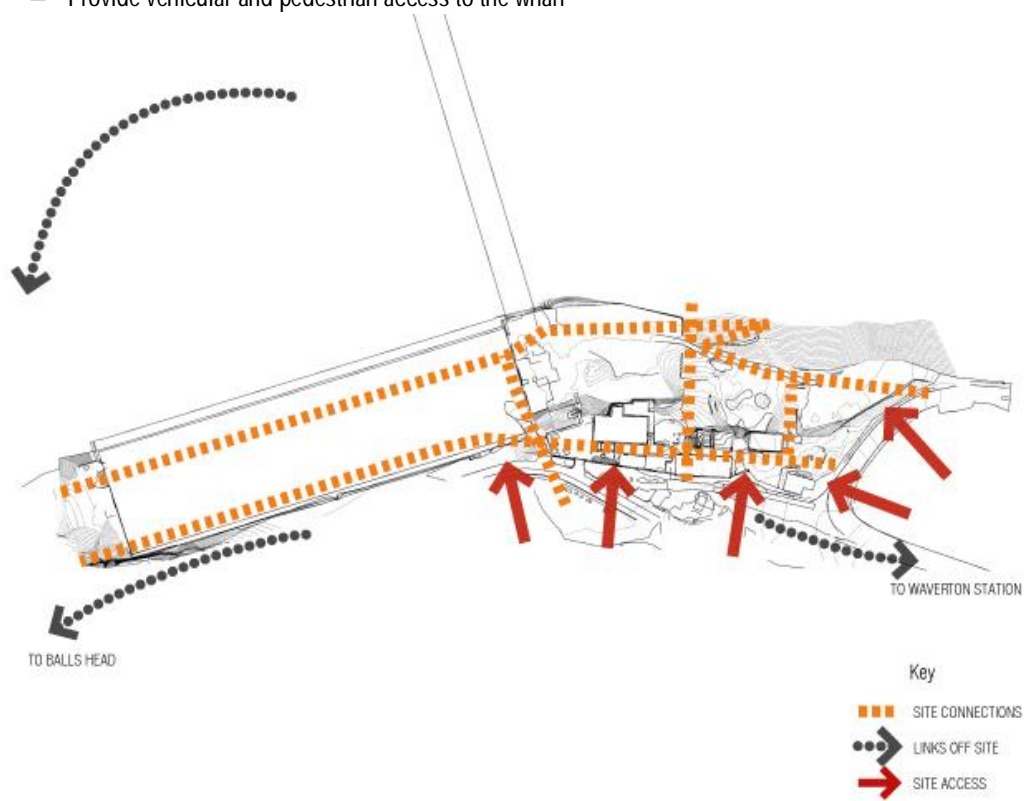 – Provide vehicular and pedestrian access to the wharf
TO WAVERTON STATION
TO BALLS HEAD
Key
SITE CONNECTIONS
LINKS OFF SITE
SITE ACCESS